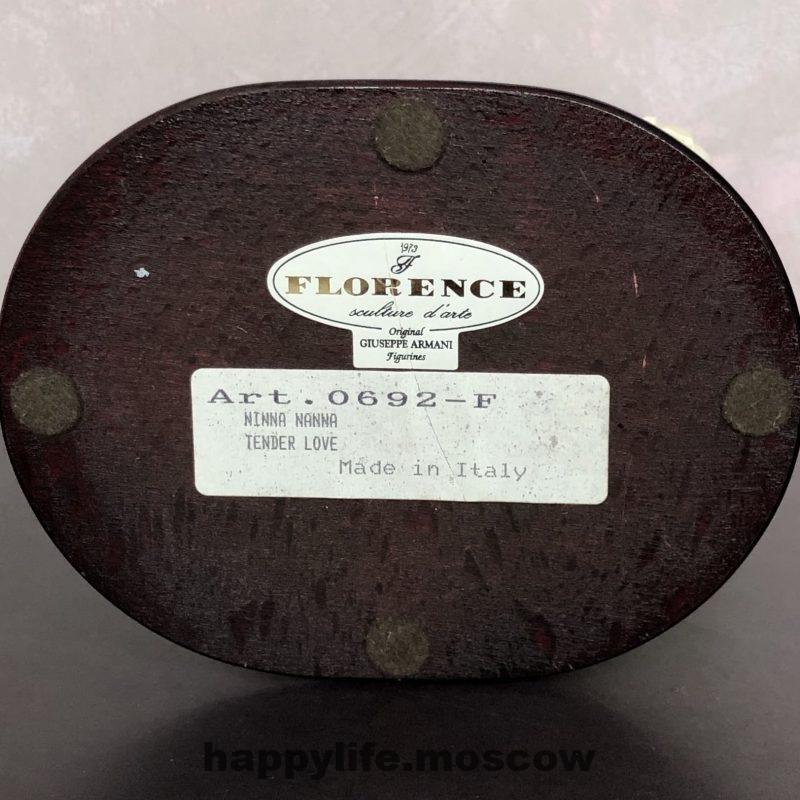 1973
FLORENCE
sculture d'arte
Original
GIUSEPPE ARMANI
Figurines
Art.0692-F
NINNA NANNA
TENDER LOVE
Made in Italy
happylife.moscow